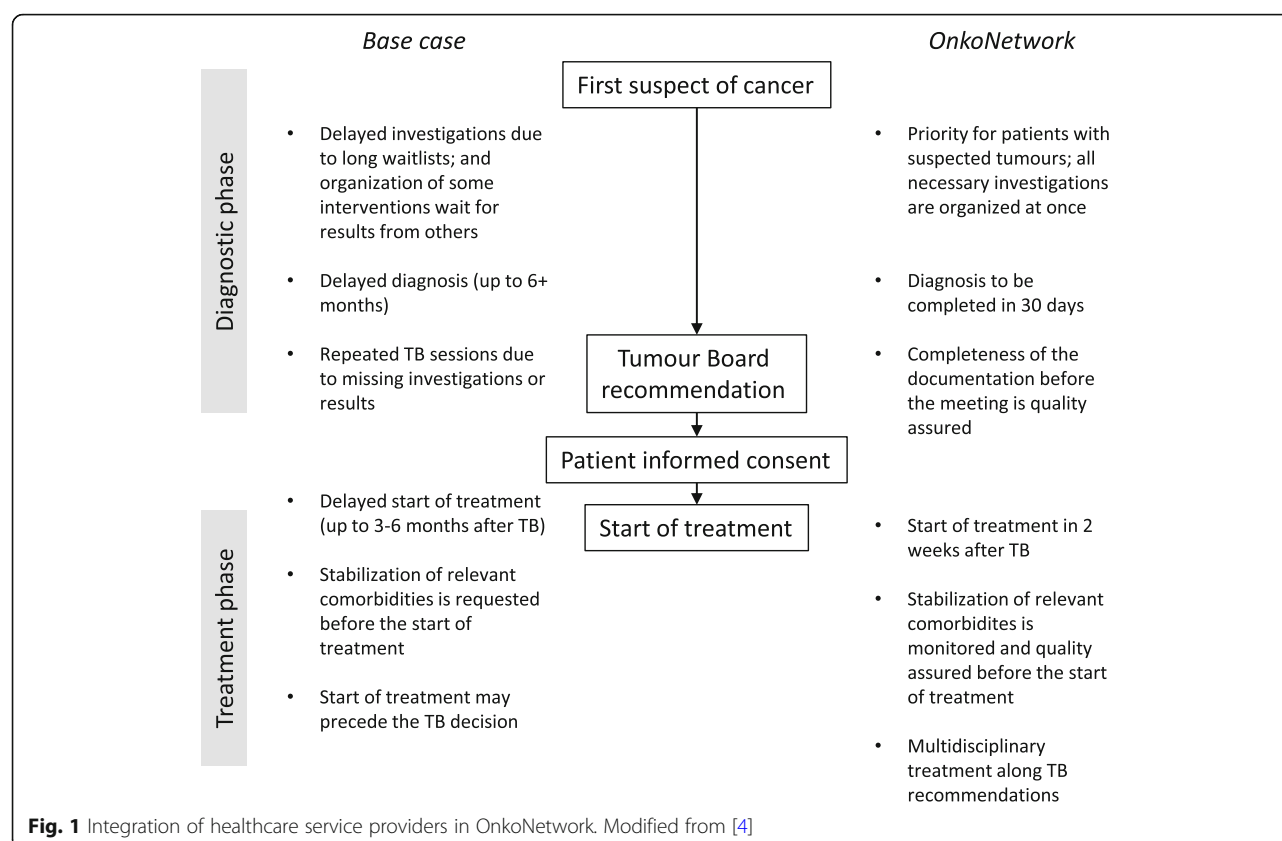 Base case
OnkoNetwork
First suspect of cancer
Diagnostic phase
• Delayed investigations due
to long waitlists; and
organization of some
interventions wait for
results from others
• Delayed diagnosis (up to 6+
months)
• Repeated TB sessions due
to missing investigations or
results
• Priority for patients with
suspected tumours; all
necessary investigations
are organized at once
• Diagnosis to be
completed in 30 days
• Completeness of the
documentation before
the meeting is quality
assured
Tumour Board
recommendation
Patient informed consent
Start of treatment
Treatment phase
• Delayed start of treatment
(up to 3-6 months after TB)
• Stabilization of relevant
comorbidities is requested
before the start of
treatment
• Start of treatment may
precede the TB decision
• Start of treatment in 2
weeks after TB
• Stabilization of relevant
comorbidites is
monitored and quality
assured before the start
of treatment
• Multidisciplinary
treatment along TB
recommendations
Fig. 1 Integration of healthcare service providers in OnkoNetwork. Modified from [4]